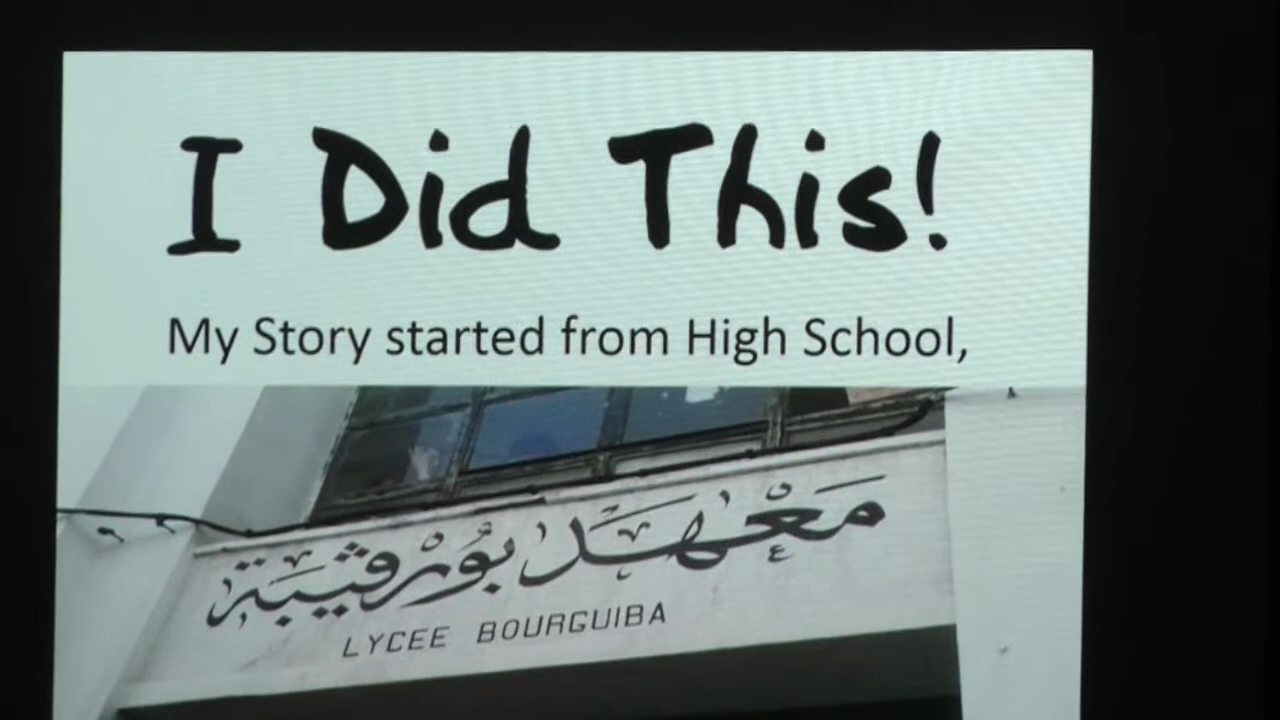 I Did This!
My Story started from High School,
معهد بورقيبة
LYCEE BOURGUIBA